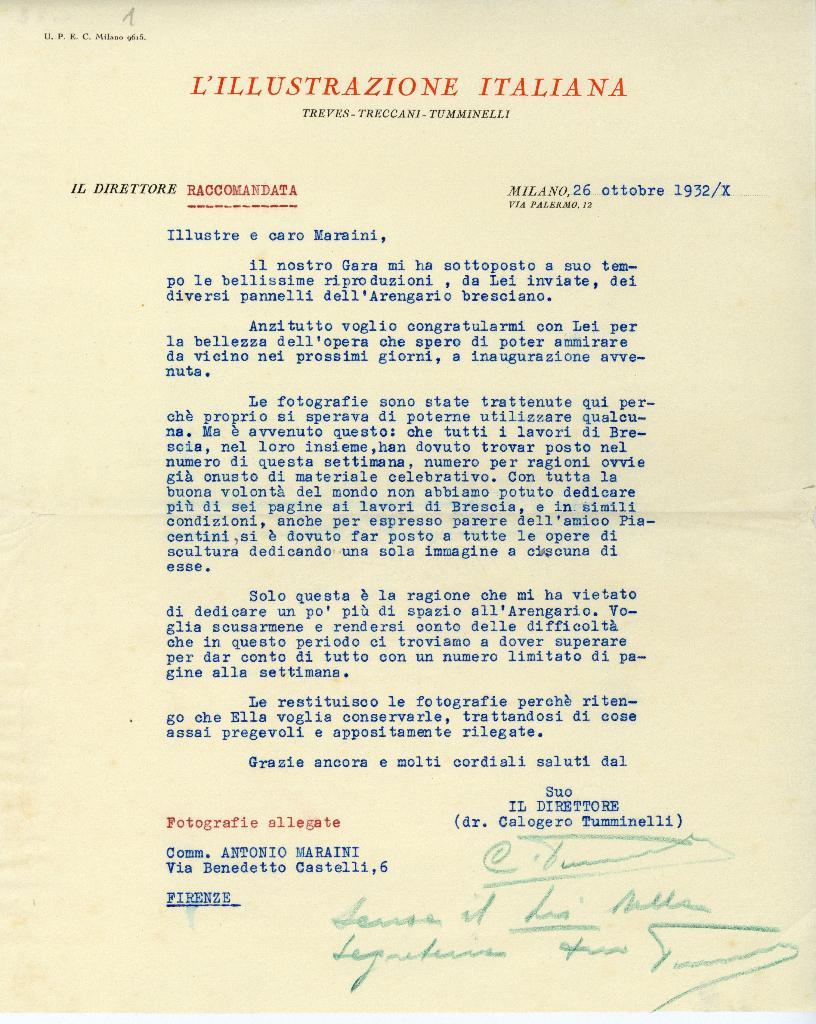 1
U. P. E. C. Milano 9615.
L'ILLUSTRAZIONE ITALIANA
TREVES-TRECCANI-TUMMINELLI
IL DIRETTORE RACCOMANDATA
MILANO, 26 ottobre 1932/X
VIA PALERMO, 12
Illustre e caro Maraini,
il nostro Gara mi ha sottoposto a suo tem-
po le bellissime riproduzioni , da Lei inviate, dei
diversi pannelli dell'Arengario bresciano.
Anzitutto voglio congratularmi con Lei per
la bellezza dell'opera che spero di poter ammirare
da vicino nei prossimi giorni, a inaugurazione avve-
nuta.
Le fotografie sono state trattenute qui per-
chè proprio si sperava di poterne utilizzare qualcu-
na. Ma è avvenuto questo: che tutti i lavori di Bre-
scia, nel loro insieme,han dovuto trovar posto nel
numero di questa settimana, numero per ragioni ovvie
già onusto di materiale celebrativo. Con tutta la
buona volontà del mondo non abbiamo potuto dedicare
più di sei pagine ai lavori di Brescia, e in simili
condizioni, anche per espresso parere dell'amico Pia-
centini,si è dovuto far posto a tutte le opere di
scultura dedicando una sola immagine a ciscuna di
esse.
Solo questa è la ragione che mi ha vietato
di dedicare un po' più di spazio all'Arengario. Vo-
glia scusarmene e rendersi conto delle difficoltà
che in questo periodo ci troviamo a dover superare
per dar conto di tutto con un numero limitato di pa-
gine alla settimana.
Le restituisco le fotografie perchè riten-
go che Ella voglia conservarle, trattandosi di cose
assai pregevoli e appositamente rilegate.
Grazie ancora e molti cordiali saluti dal
Suo
IL DIRETTORE
(dr. Calogero Tumminelli)
Fotografie allegate
Comm. ANTONIO MARAINI
Via Benedetto Castelli,6
FIRENZE
il Lei della